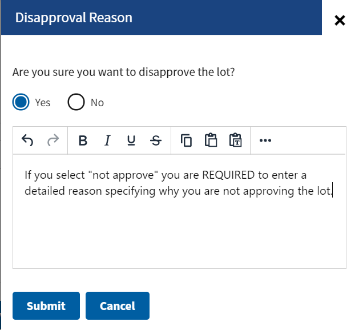 Disapproval Reason
Are you sure you want to disapprove the lot?
Yes No
B I U S
If you select "not approve" you are REQUIRED to enter a
detailed reason specifying why you are not approving the lot.
Submit Cancel